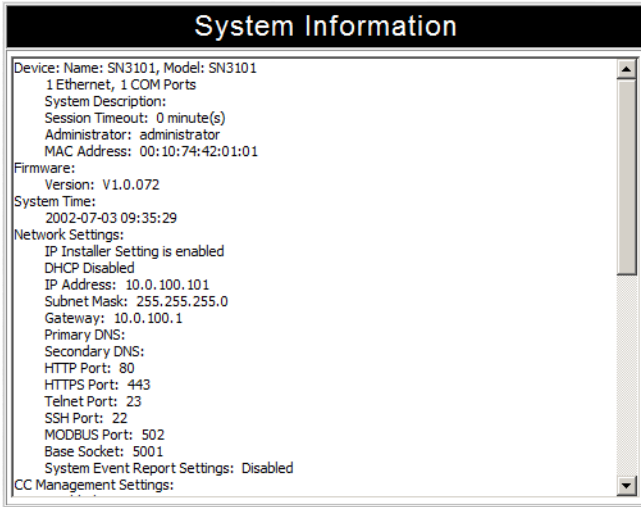 System Information
Device: Name: SN3101, Model: SN3101
1 Ethernet, 1 COM Ports
System Description:
Session Timeout: 0 minute(s)
Administrator: administrator
MAC Address: 00:10:74:42:01:01
Firmware:
Version: V1.0.072
System Time:
2002-07-03 09:35:29
Network Settings:
IP Installer Setting is enabled
DHCP Disabled
IP Address: 10.0.100.101
Subnet Mask: 255.255.255.0
Gateway: 10.0.100.1
Primary DNS:
Secondary DNS:
HTTP Port: 80
HTTPS Port: 443
Telnet Port: 23
SSH Port: 22
MODBUS Port: 502
Base Socket: 5001
System Event Report Settings: Disabled
CC Management Settings: